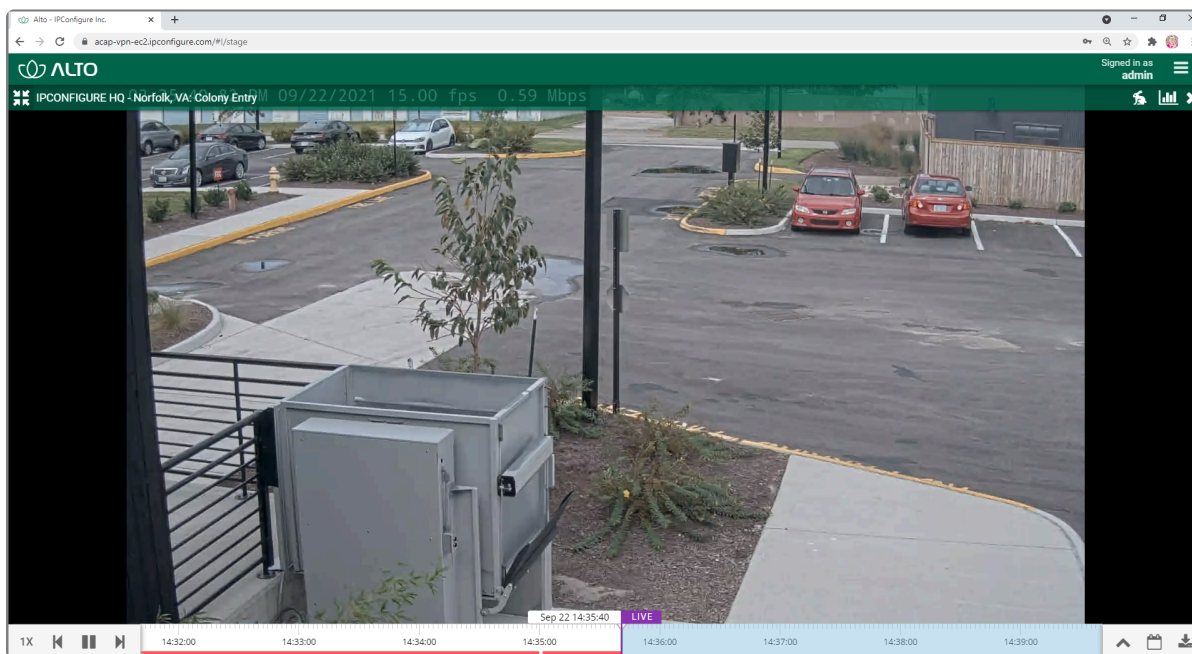 Alto - IPConfigure Inc.
acap-vpn-ec2.ipconfigure.com/#!/stage
ALTO
Signed in as
admin
IPCONFIGURE HQ - Norfolk, VA: Colony Entry
PM 09/22/2021 15.00 fps 0.59 Mbps
Sep 22 14:35:40 LIVE
1X 14:32:00 14:33:00 14:34:00 14:35:00 14:36:00 14:37:00 14:38:00 14:39:00